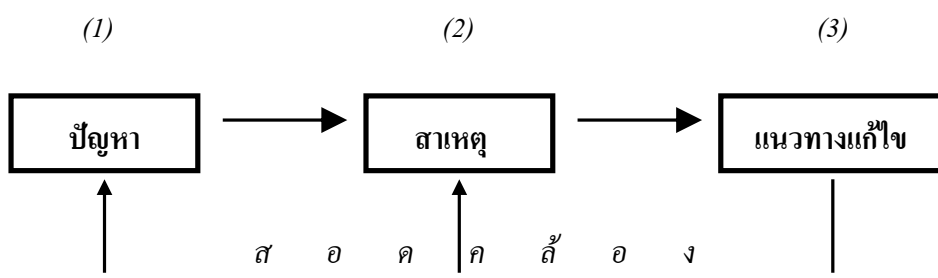 (1) (2) (3)
ปัญหา สาเหตุ แนวทางแก้ไข
ส อ ด ค ล้ อ ง